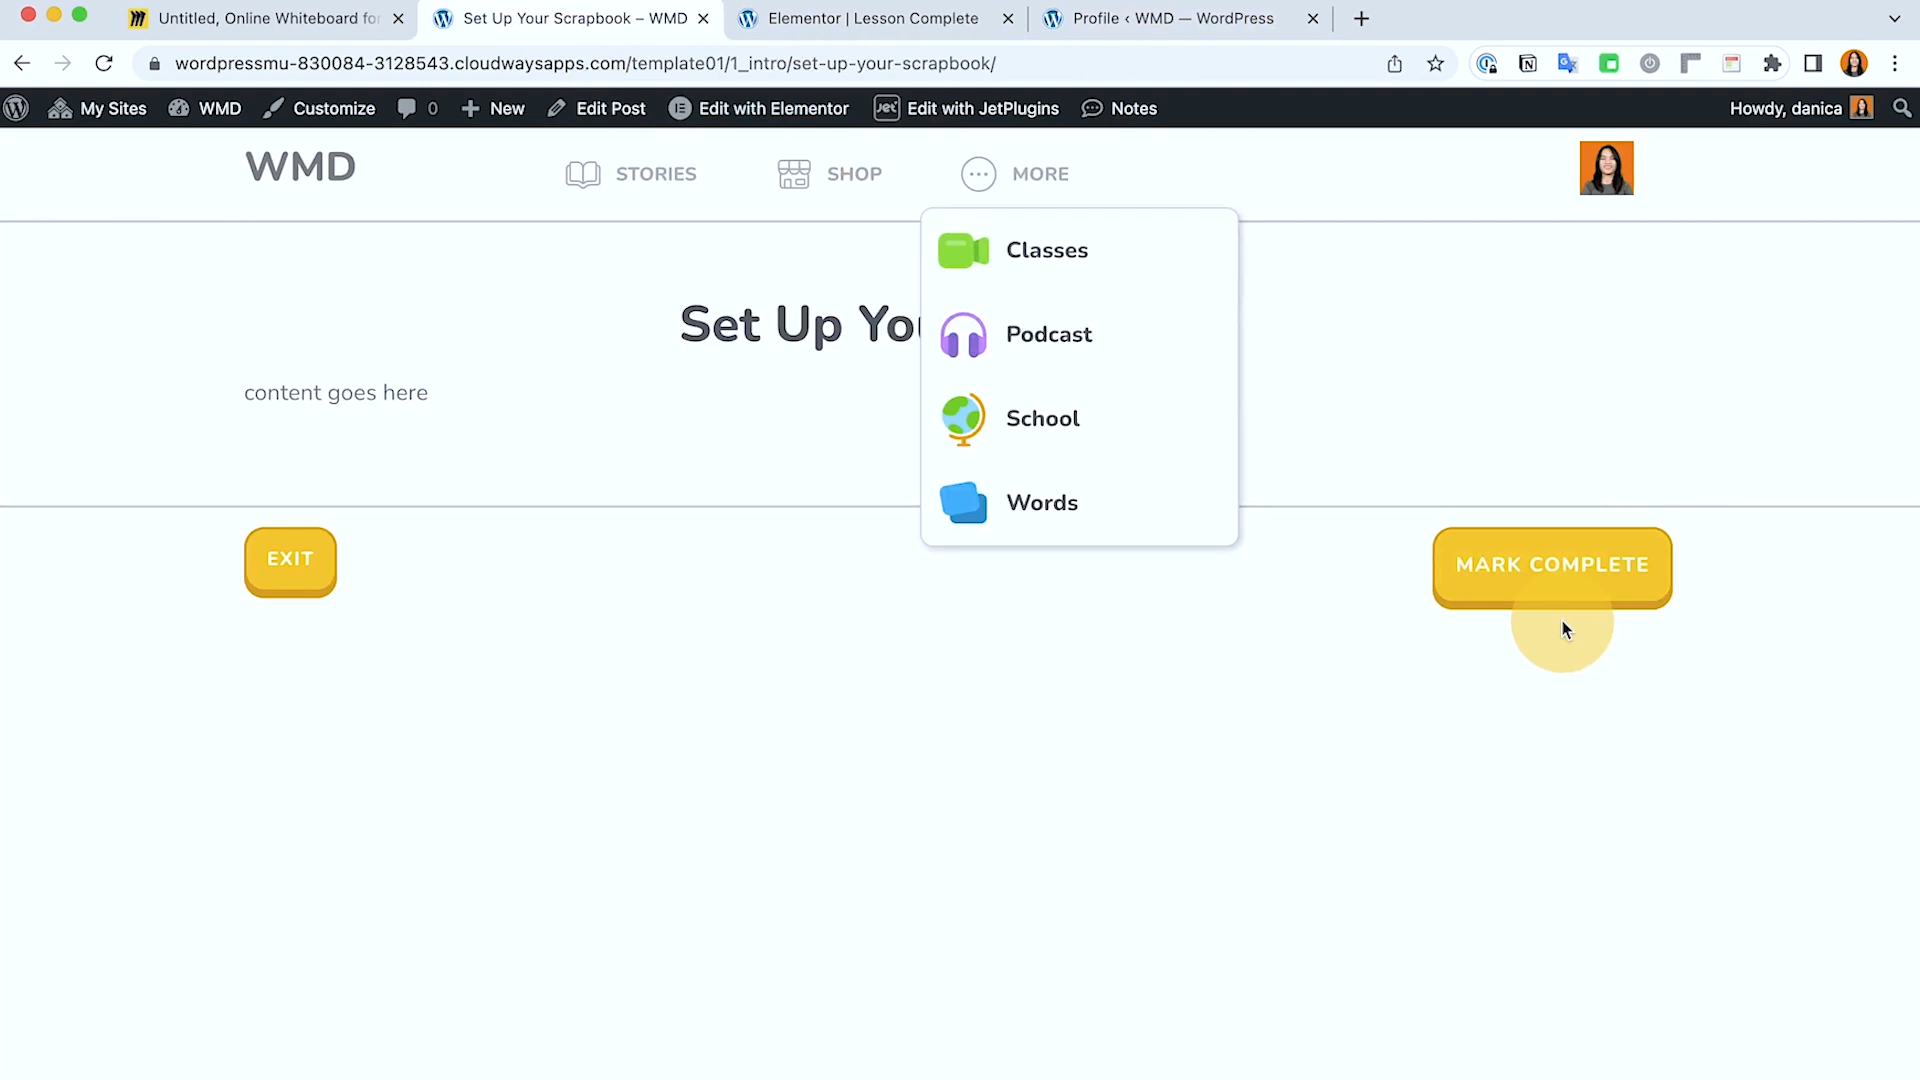 Untitled, Online Whiteboard for
Set Up Your Scrapbook – WMD
Elementor | Lesson Complete
Profile ‹ WMD — WordPress
wordpressmu-830084-3128543.cloudwaysapps.com/template01/1_intro/set-up-your-scrapbook/
My Sites
WMD
Customize
0
New
Edit Post
Edit with Elementor
Jet
Edit with JetPlugins
Notes
Howdy, danica
WMD
STORIES
SHOP
MORE
Classes
Podcast
School
Words
Set Up You
content goes here
EXIT
MARK COMPLETE